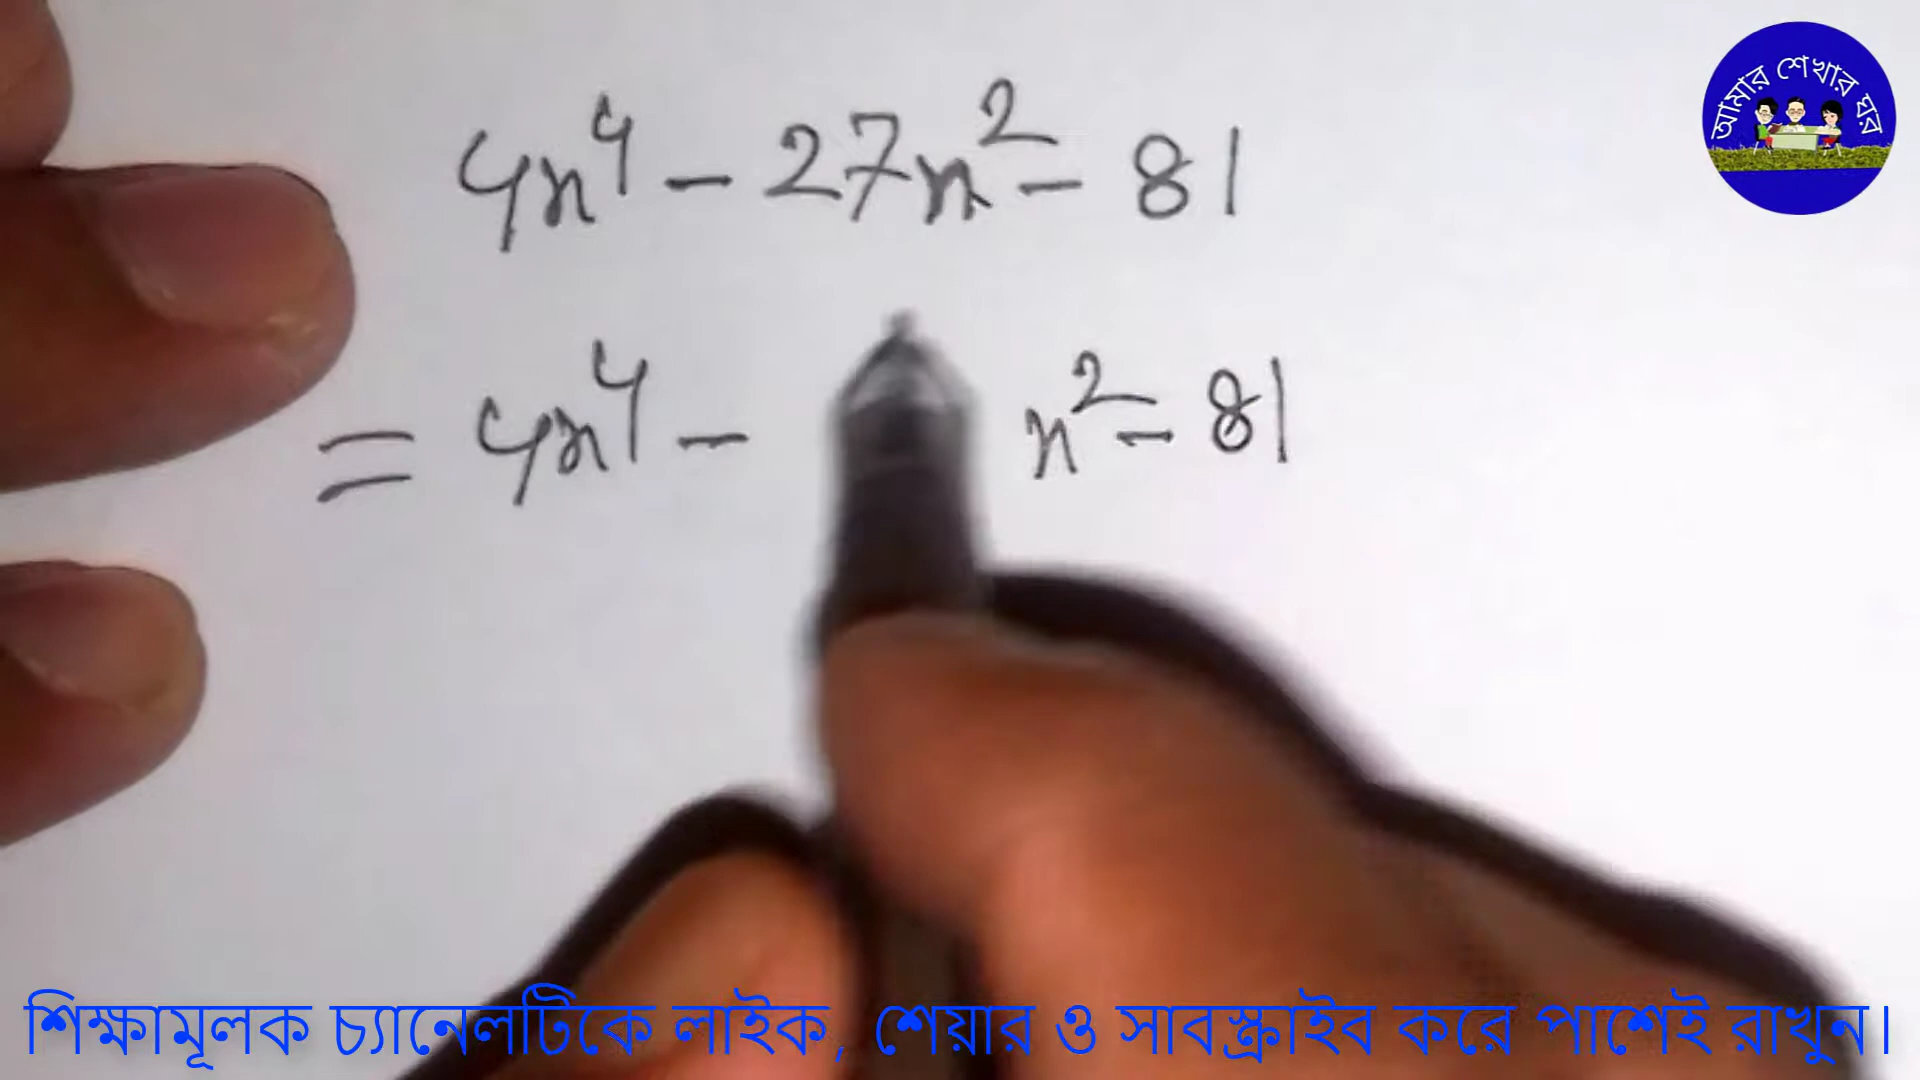 আমার শেখার ঘর
4x⁴ - 27x² - 81
= 4x⁴ - x² - 81
শিক্ষামূলক চ্যানেলটিকে লাইক, শেয়ার ও সাবস্ক্রাইব করে পাশেই রাখুন।